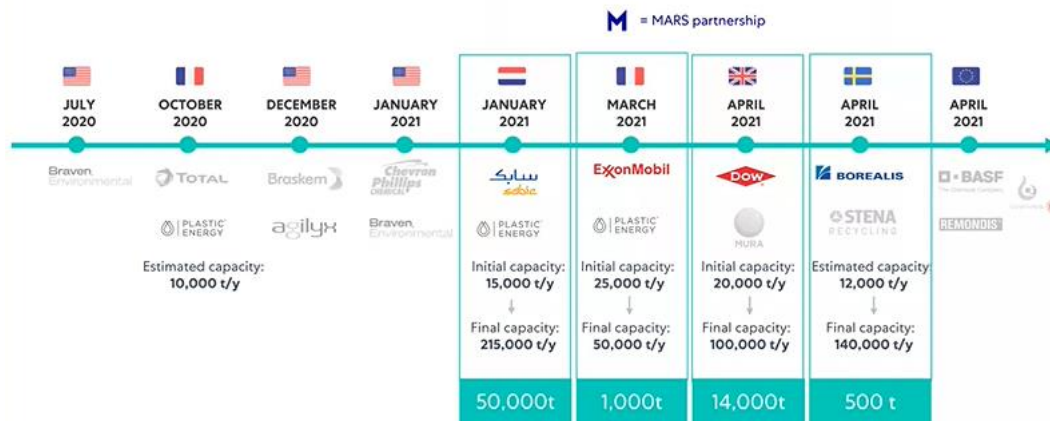 M = MARS partnership
JULY
2020
OCTOBER
2020
DECEMBER
2020
JANUARY
2021
JANUARY
2021
MARCH
2021
APRIL
2021
APRIL
2021
APRIL
2021
Braven
Environmental
TOTAL
Braskem
Chevron
Phillips
سابك
sabic
ExxonMobil
DOW
BOREALIS
BASF
The Chemical Company
PLASTIC
ENERGY
agilyx
Braven
Environmental
PLASTIC
ENERGY
PLASTIC
ENERGY
MURA
STENA
RECYCLING
REMONDIS
Estimated capacity:
10,000 t/y
Initial capacity:
15,000 t/y
Final capacity:
215,000 t/y
Initial capacity:
25,000 t/y
Final capacity:
50,000 t/y
Initial capacity:
20,000 t/y
Final capacity:
100,000 t/y
Estimated capacity:
12,000 t/y
Final capacity:
140,000 t/y
50,000t
1,000t
14,000t
500 t